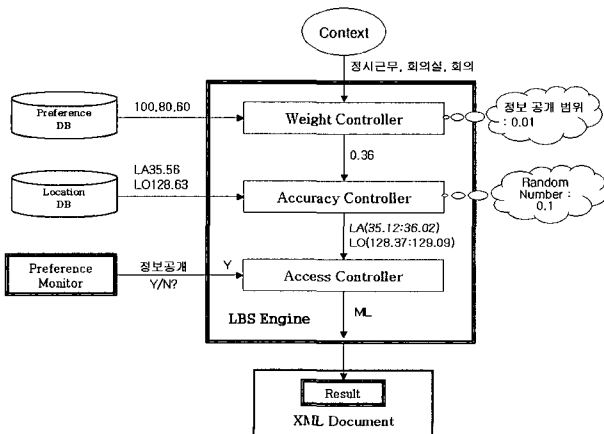 Context
정시근무, 회의실, 회의
Preference
DB
100,80,60
Weight Controller
정보 공개 범위
: 0.01
0.36
LA35.56
LO128.63
Location
DB
Accuracy Controller
Random
Number :
0.1
LA(35.12:36.02)
LO(128.37:129.09)
Preference
Monitor
정보공개
Y/N?
Y
Access Controller
ML
LBS Engine
Result
XML Document